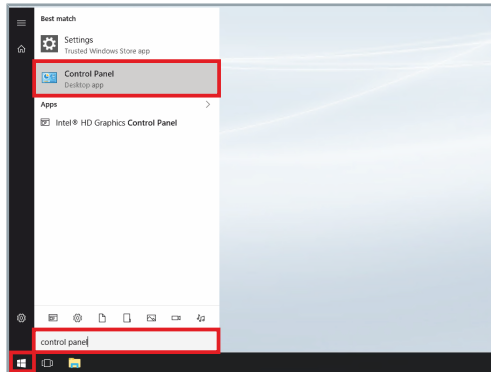 Best match
Settings
Trusted Windows Store app
Control Panel
Desktop app
Apps
Intel® HD Graphics Control Panel
control panel